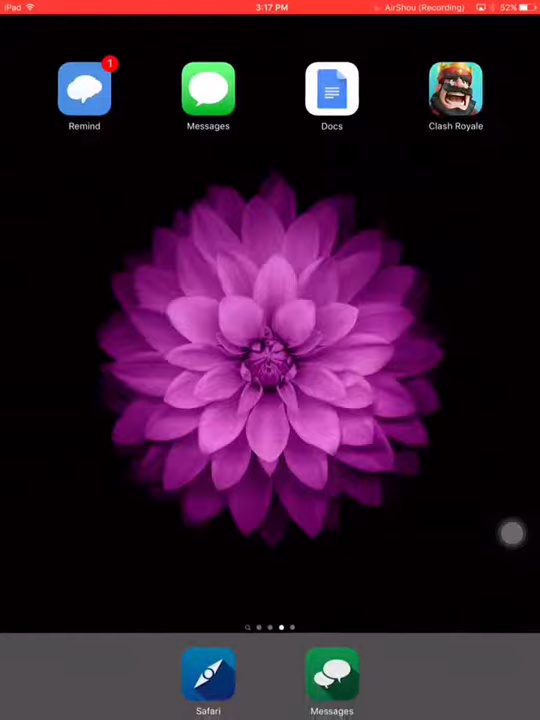 iPad 3:17 PM AirShou (Recording) 52%
1
Remind Messages Docs Clash Royale
Safari Messages